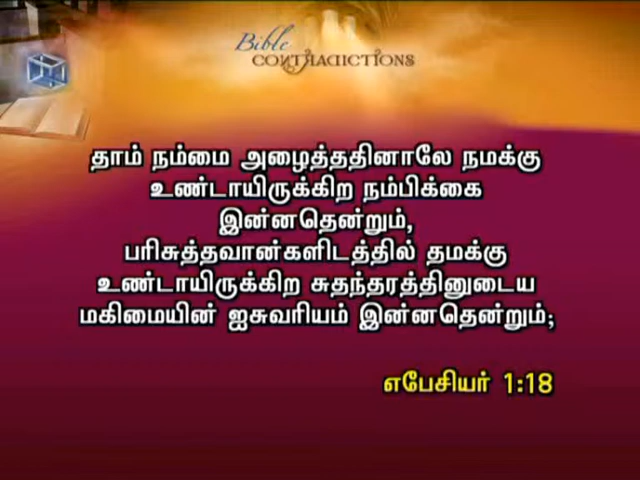 Bible
CONTRADICTIONS
தாம் நம்மை அழைத்ததினாலே நமக்கு
உண்டாயிருக்கிற நம்பிக்கை
இன்னதென்றும்,
பரிசுத்தவான்களிடத்தில் தமக்கு
உண்டாயிருக்கிற சுதந்தரத்தினுடைய
மகிமையின் ஐசுவரியம் இன்னதென்றும்;
எபேசியர் 1:18